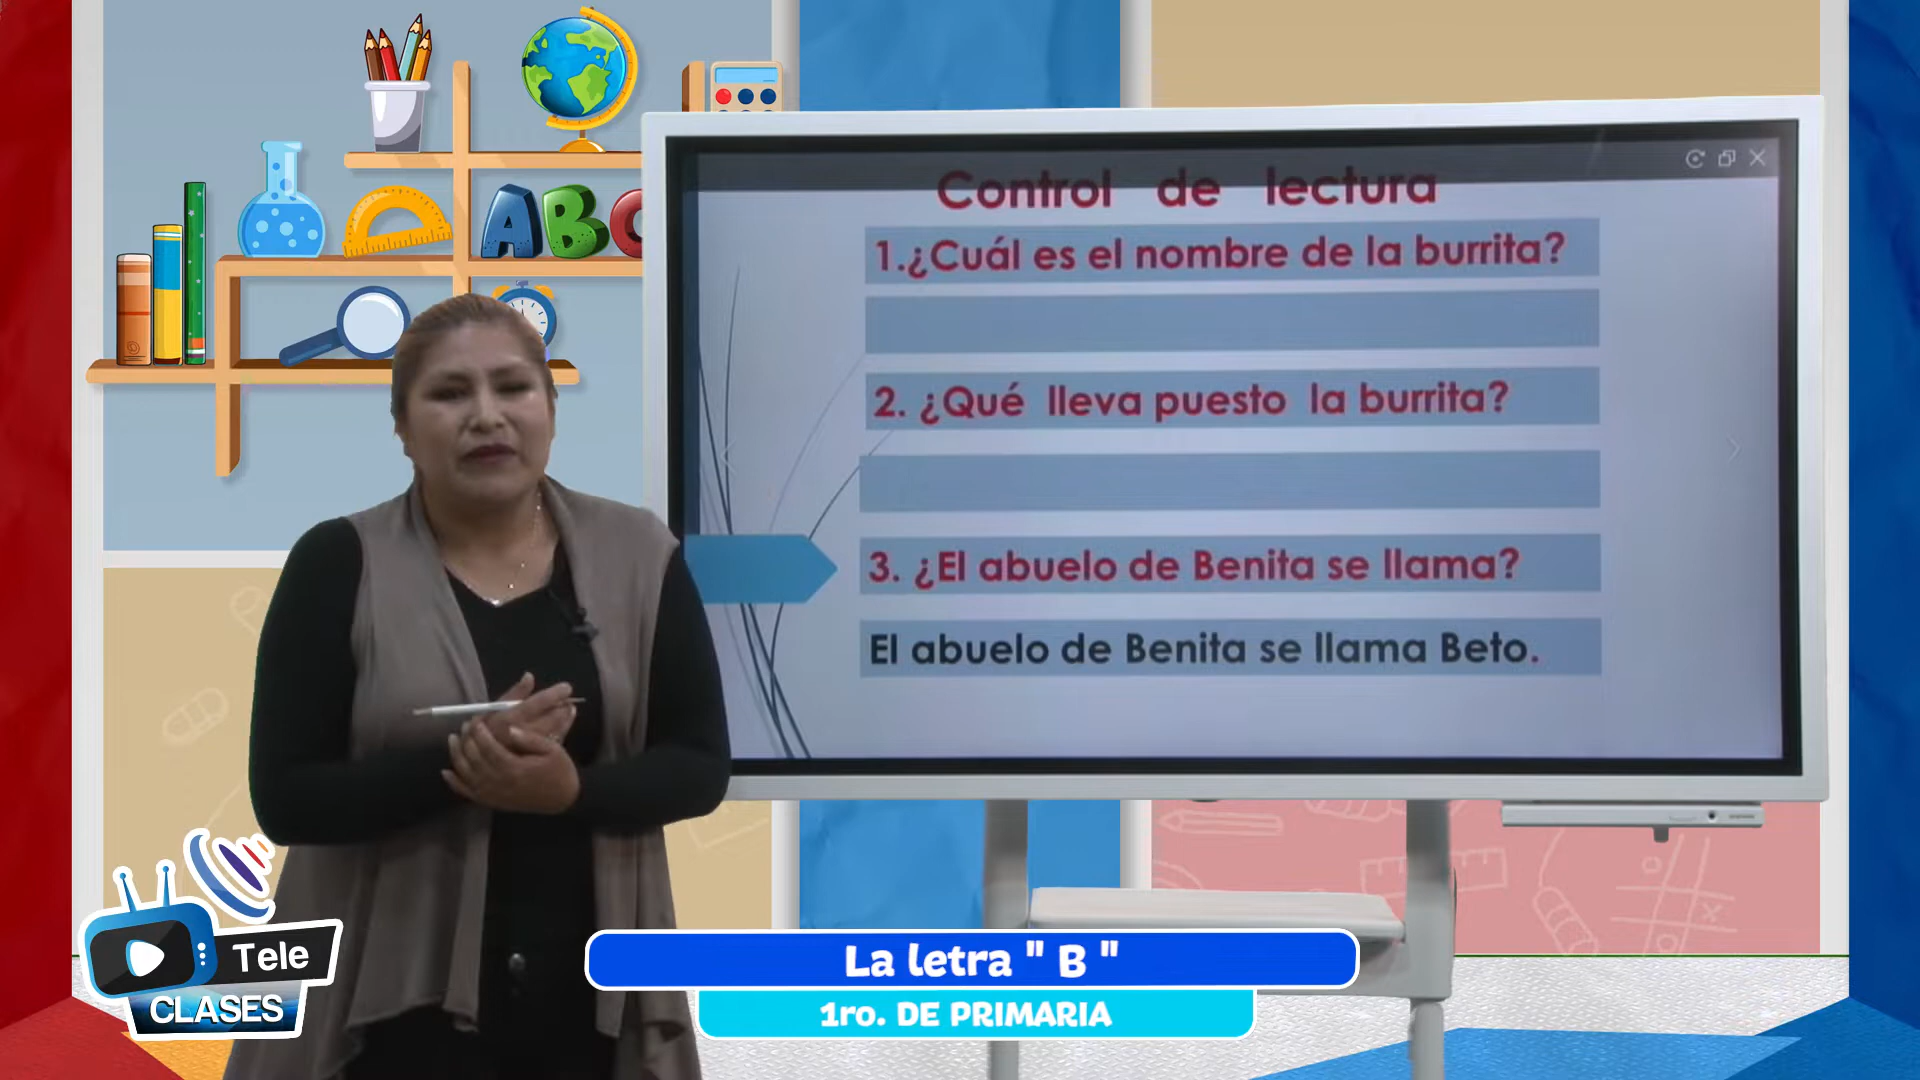 ABC
Control de lectura
1.¿Cuál es el nombre de la burrita?
2. ¿Qué lleva puesto la burrita?
3. ¿El abuelo de Benita se llama?
El abuelo de Benita se llama Beto.
Tele
CLASES
La letra " B "
1ro. DE PRIMARIA